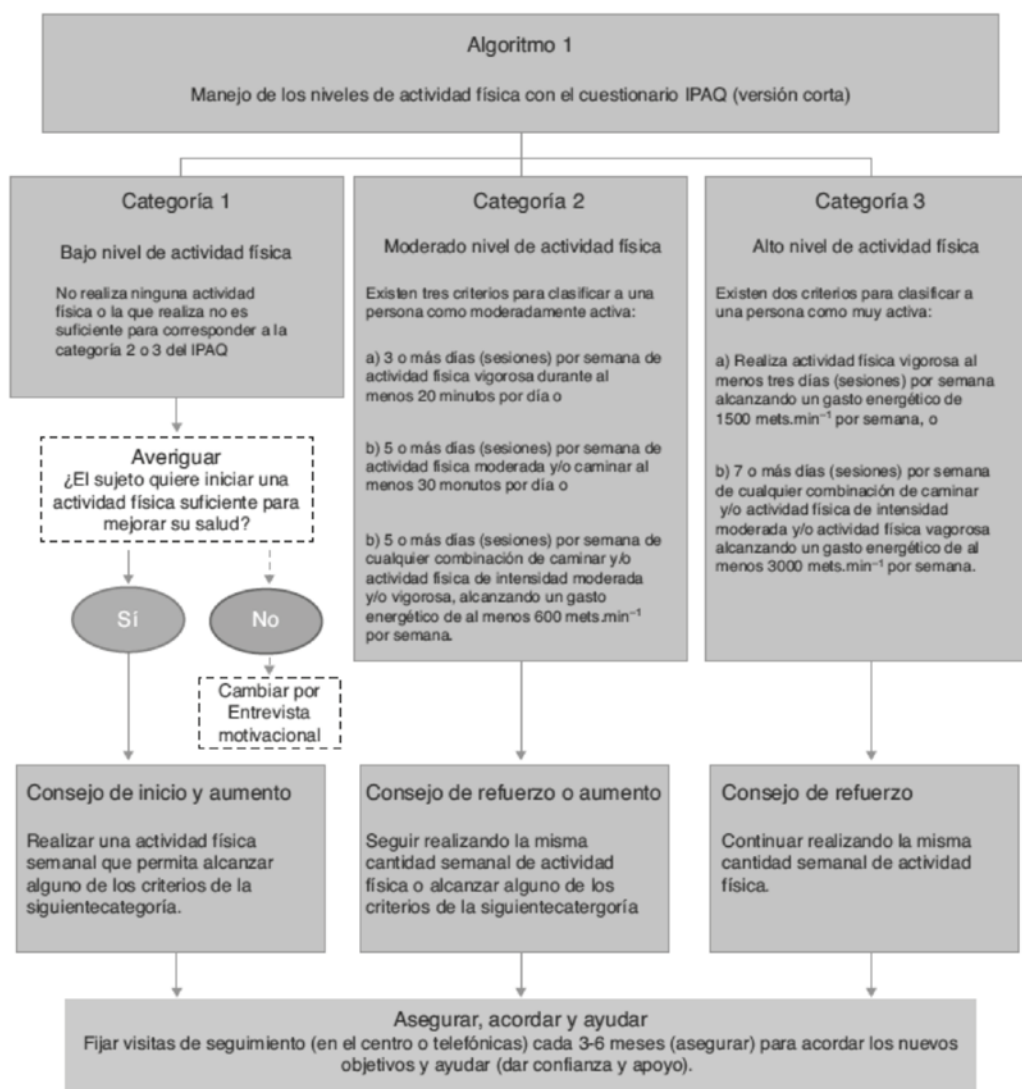 Algoritmo 1
Manejo de los niveles de actividad física con el cuestionario IPAQ (versión corta)
Categoría 1
Bajo nivel de actividad física
No realiza ninguna actividad
física o la que realiza no es
suficiente para corresponder a la
categoría 2 o 3 del IPAQ
Averiguar
¿El sujeto quiere iniciar una
actividad física suficiente para
mejorar su salud?
Sí
No
Cambiar por
Entrevista
motivacional
Consejo de inicio y aumento
Realizar una actividad física
semanal que permita alcanzar
alguno de los criterios de la
siguientecategoría.
Categoría 2
Moderado nivel de actividad física
Existen tres criterios para clasificar a una
persona como moderadamente activa:
a) 3 o más días (sesiones) por semana de
actividad física vigorosa durante al
menos 20 minutos por día o
b) 5 o más días (sesiones) por semana de
actividad física moderada y/o caminar al
menos 30 monutos por día o
b) 5 o más días (sesiones) por semana de
cualquier combinación de caminar y/o
actividad física de intensidad moderada
y/o vigorosa, alcanzando un gasto
energético de al menos 600 mets.min⁻¹
por semana.
Consejo de refuerzo o aumento
Seguir realizando la misma
cantidad semanal de actividad
física o alcanzar alguno de los
criterios de la siguientecatergoría
Categoría 3
Alto nivel de actividad física
Existen dos criterios para clasificar a
una persona como muy activa:
a) Realiza actividad física vigorosa al
menos tres días (sesiones) por semana
alcanzando un gasto energético de
1500 mets.min⁻¹ por semana, o
b) 7 o más días (sesiones) por semana
de cualquier combinación de caminar
y/o actividad física de intensidad
moderada y/o actividad física vagorosa
alcanzando un gasto energético de al
menos 3000 mets.min⁻¹ por semana.
Consejo de refuerzo
Continuar realizando la misma
cantidad semanal de actividad
física.
Asegurar, acordar y ayudar
Fijar visitas de seguimiento (en el centro o telefónicas) cada 3-6 meses (asegurar) para acordar los nuevos
objetivos y ayudar (dar confianza y apoyo).